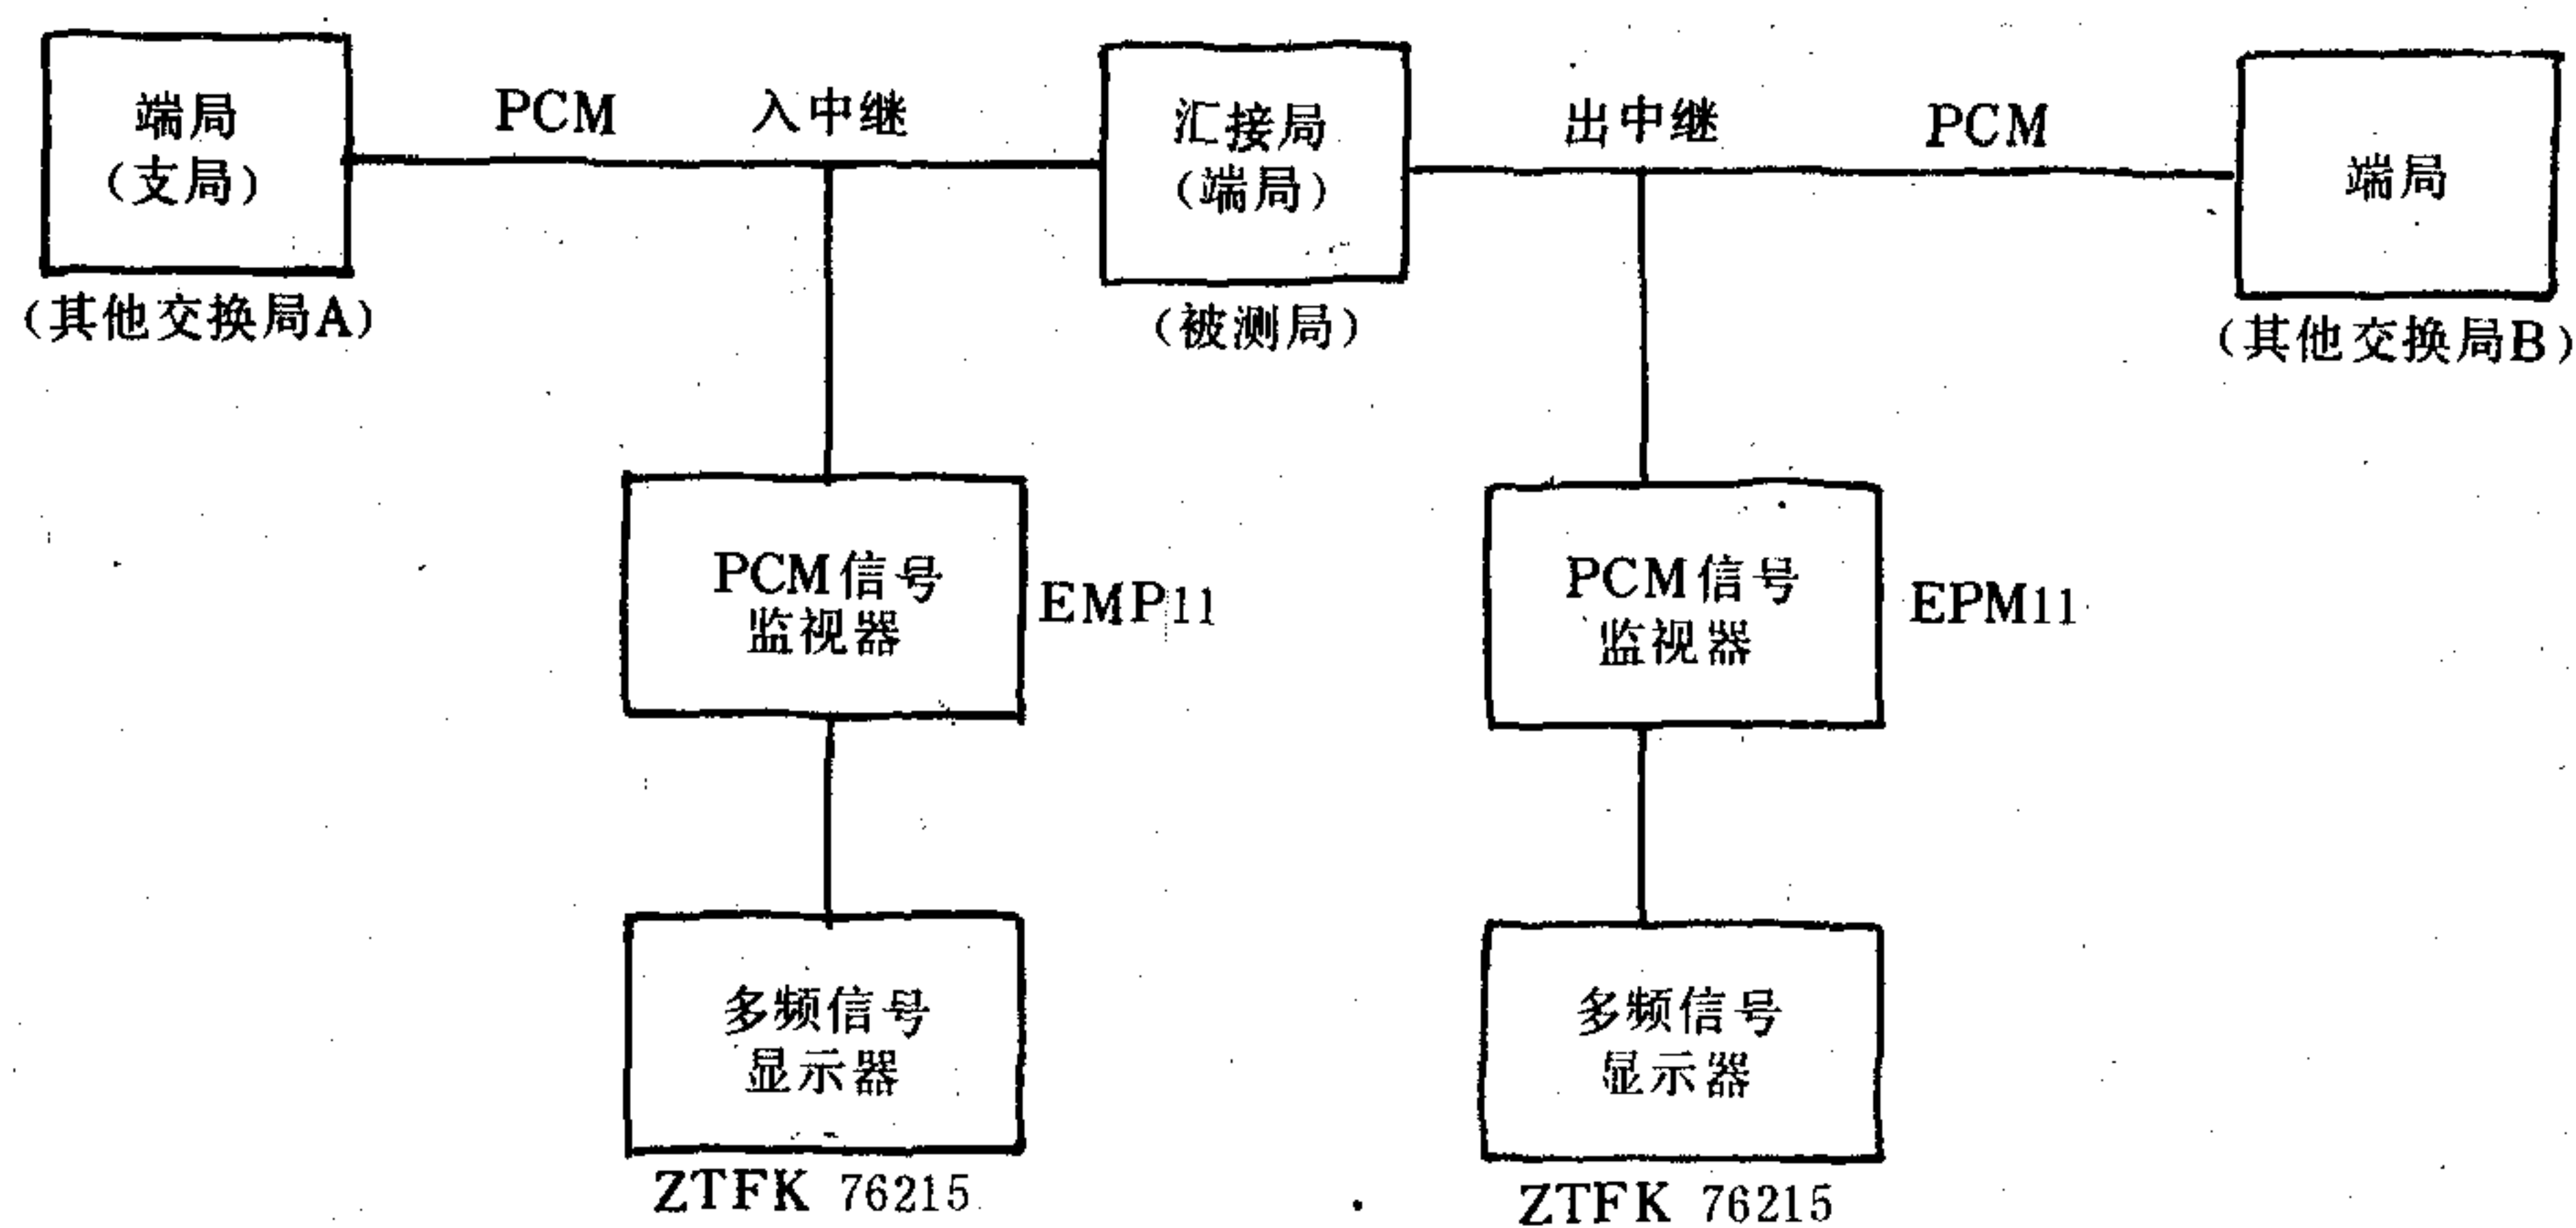 端局
(支局)
PCM
入中继
汇接局
(端局)
出中继
PCM
端局
(其他交换局A)
(被测局)
(其他交换局B)
PCM信号
监视器
EMP11
PCM信号
监视器
EPM11
多频信号
显示器
多频信号
显示器
ZTFK 76215
ZTFK 76215